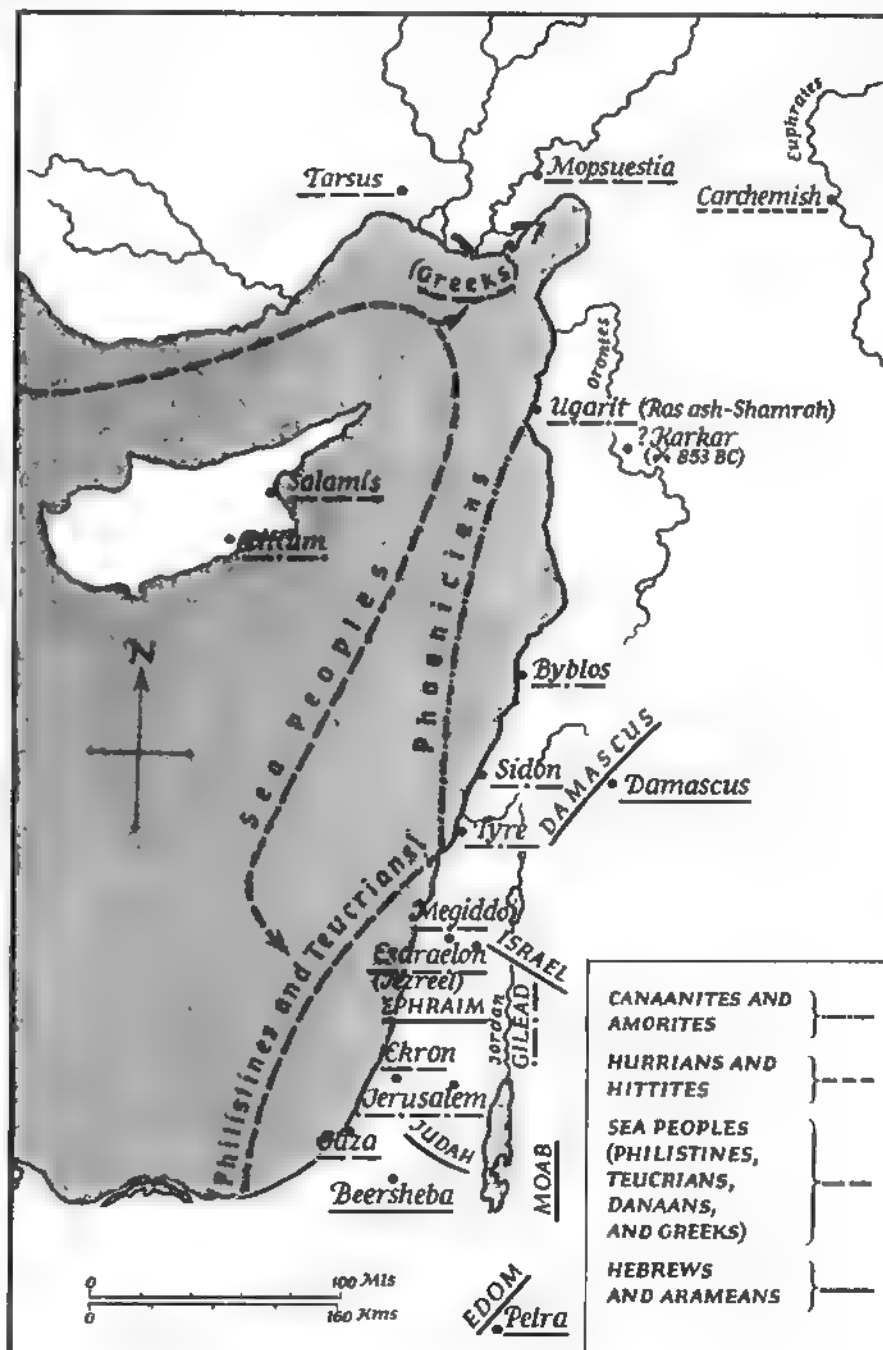 Euphrates
Mopsuestia
Tarsus
Carchemish
(Greeks)
Orontes
Ugarit (Ras ash-Shamrah)
? Karkar
(⚔ 853 BC)
Salamis
Phoenicians
Sea Peoples
N
Byblos
Sidon
DAMASCUS
Damascus
Tyre
Philistines and Teucrians
Megiddo
ISRAEL
Esdraelon
(Jezreel)
EPHRAIM
Jordan
GILEAD
Ekron
Jerusalem
JUDAH
Gaza
MOAB
Beersheba
EDOM
Petra
0 100 Mls
0 160 Kms
CANAANITES AND
AMORITES
HURRIANS AND
HITTITES
SEA PEOPLES
(PHILISTINES,
TEUCRIANS,
DANAANS,
AND GREEKS)
HEBREWS
AND ARAMEANS